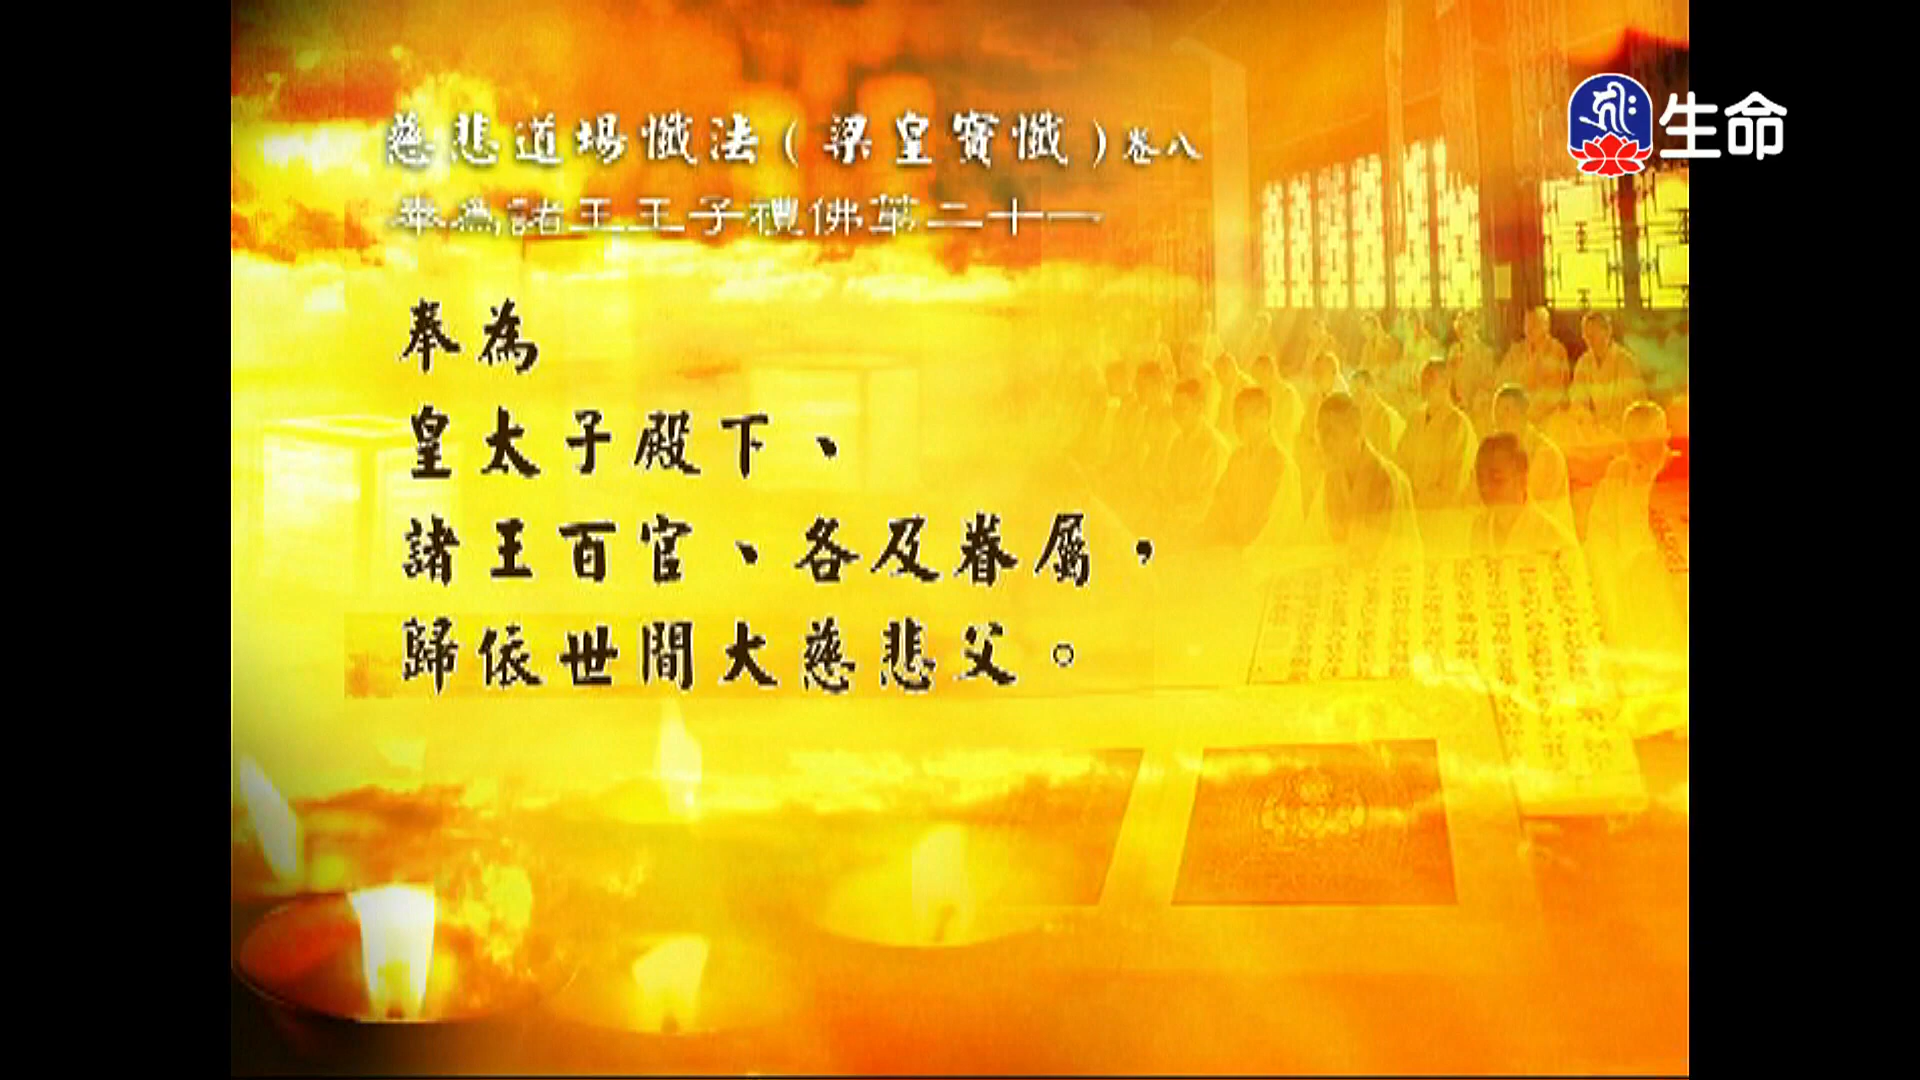 慈悲道場懺法(梁皇寶懺)卷八
奉為諸王王子禮佛第二十一
生命
奉為
皇太子殿下、
諸王百官、各及眷屬，
歸依世間大慈悲父。